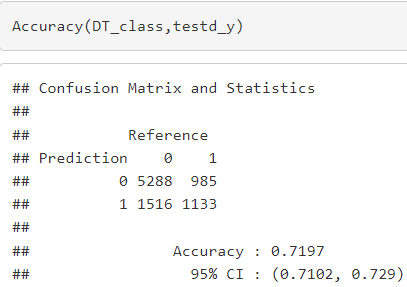 Accuracy(DT_class,testd_y)
## Confusion Matrix and Statistics
##
##           Reference
## Prediction    0    1
##          0 5288  985
##          1 1516 1133
##
##                Accuracy : 0.7197
##                  95% CI : (0.7102, 0.729)